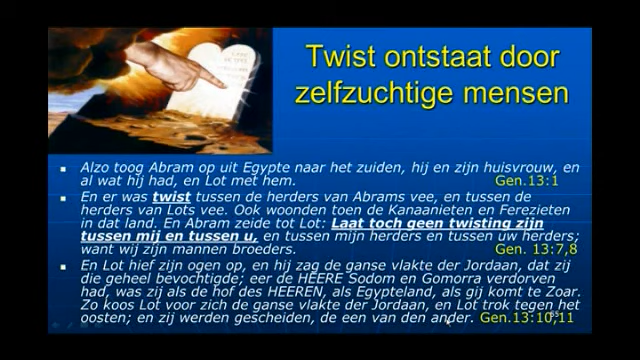 Twist ontstaat door
zelfzuchtige mensen
Alzo toog Abram op uit Egypte naar het zuiden, hij en zijn huisvrouw, en
al wat hij had, en Lot met hem. Gen.13:1
En er was twist tussen de herders van Abrams vee, en tussen de
herders van Lots vee. Ook woonden toen de Kanaanieten en Ferezieten
in dat land. En Abram zeide tot Lot: Laat toch geen twisting zijn
tussen mij en tussen u, en tussen mijn herders en tussen uw herders;
want wij zijn mannen broeders. Gen. 13:7,8
En Lot hief zijn ogen op, en hij zag de ganse vlakte der Jordaan, dat zij
die geheel bevochtigde; eer de HEERE Sodom en Gomorra verdorven
had, was zij als de hof des HEEREN, als Egypteland, als gij komt te Zoar.
Zo koos Lot voor zich de ganse vlakte der Jordaan, en Lot trok tegen het
oosten; en zij werden gescheiden, de een van den ander. Gen.13:10,11